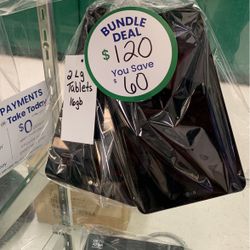 BUNDLE
DEAL
$120
You Save
$60
2 Lg
Tablets
16gb
PAYMENTS
Take Today
$0